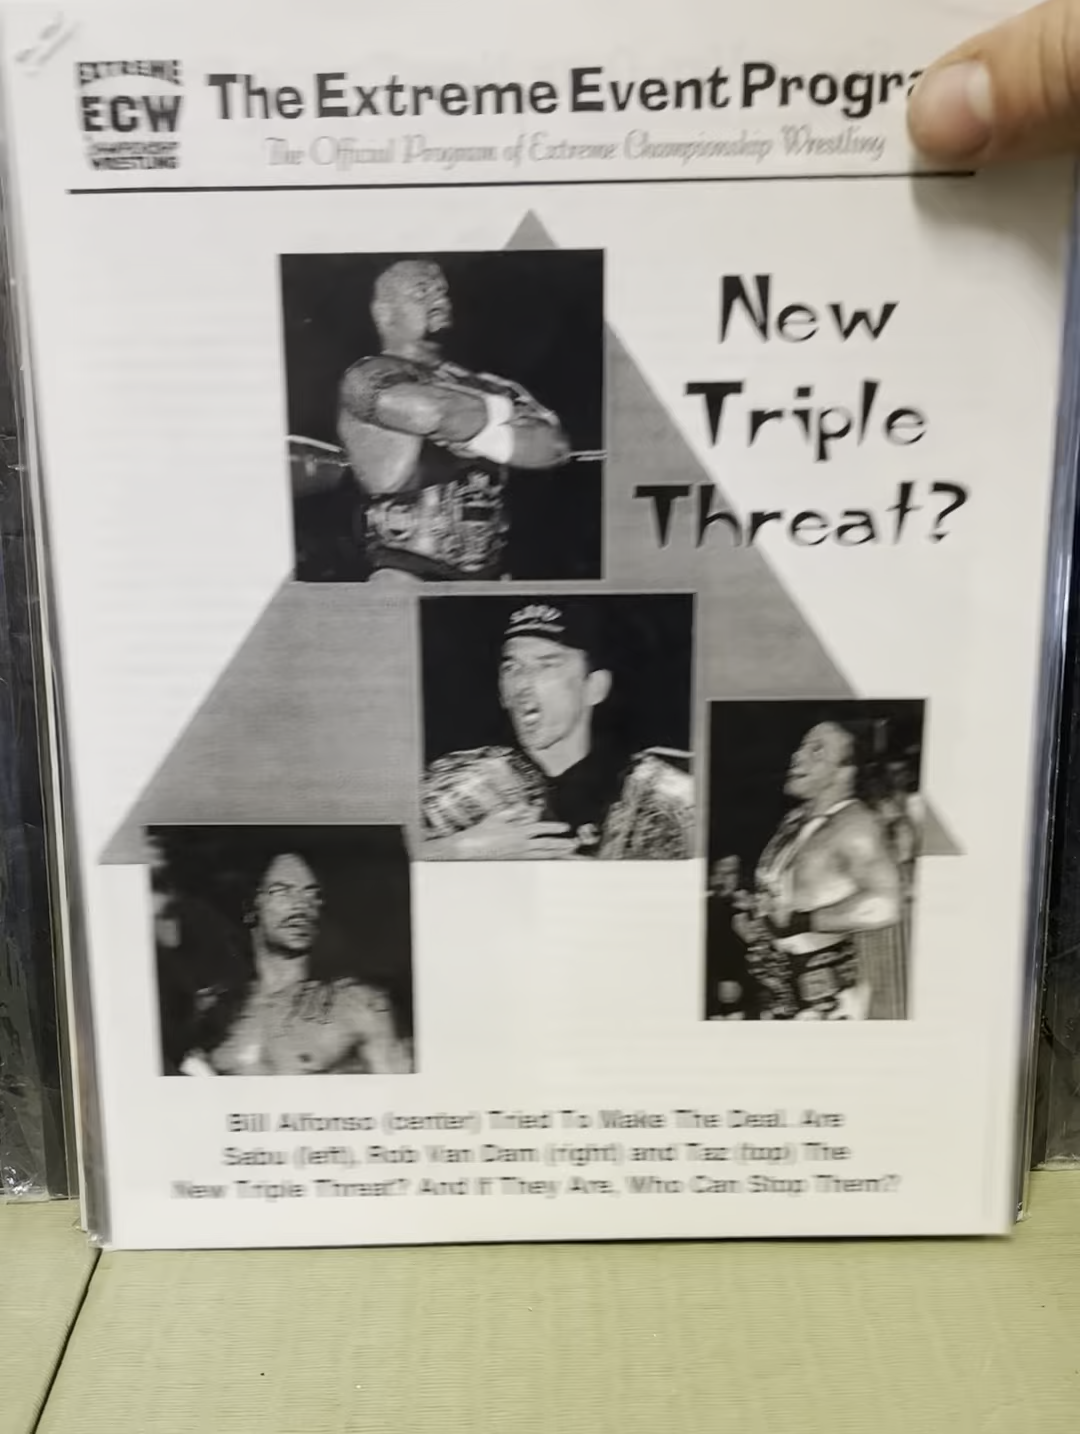 EXTREME
ECW
CHAMPIONSHIP
WRESTLING
The Extreme Event Progra
The Official Program of Extreme Championship Wrestling
New
Triple
Threat?
SABU
Bill Alfonso (center) Tried To Make The Deal. Are
Sabu (left), Rob Van Dam (right) and Taz (top) The
New Triple Threat? And If They Are, Who Can Stop Them?